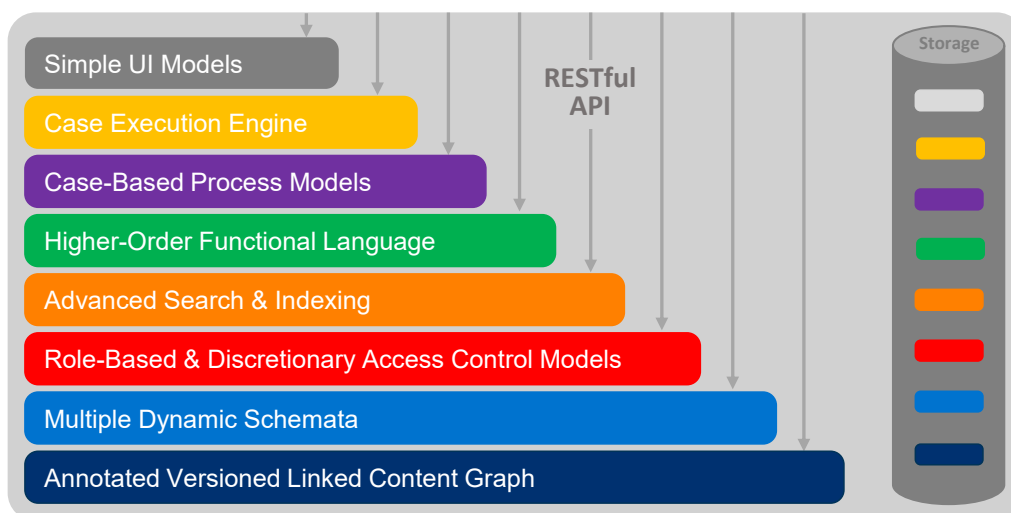 Storage
Simple UI Models
RESTful
API
Case Execution Engine
Case-Based Process Models
Higher-Order Functional Language
Advanced Search & Indexing
Role-Based & Discretionary Access Control Models
Multiple Dynamic Schemata
Annotated Versioned Linked Content Graph